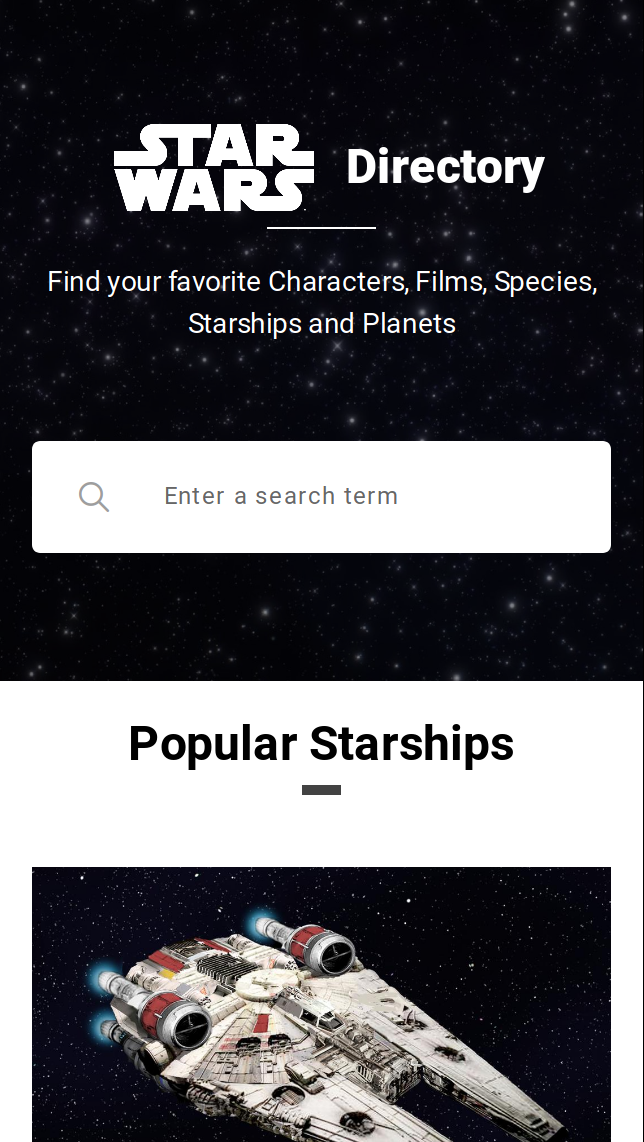 STAR
WARS
Directory
Find your favorite Characters, Films, Species,
Starships and Planets
Enter a search term
Popular Starships